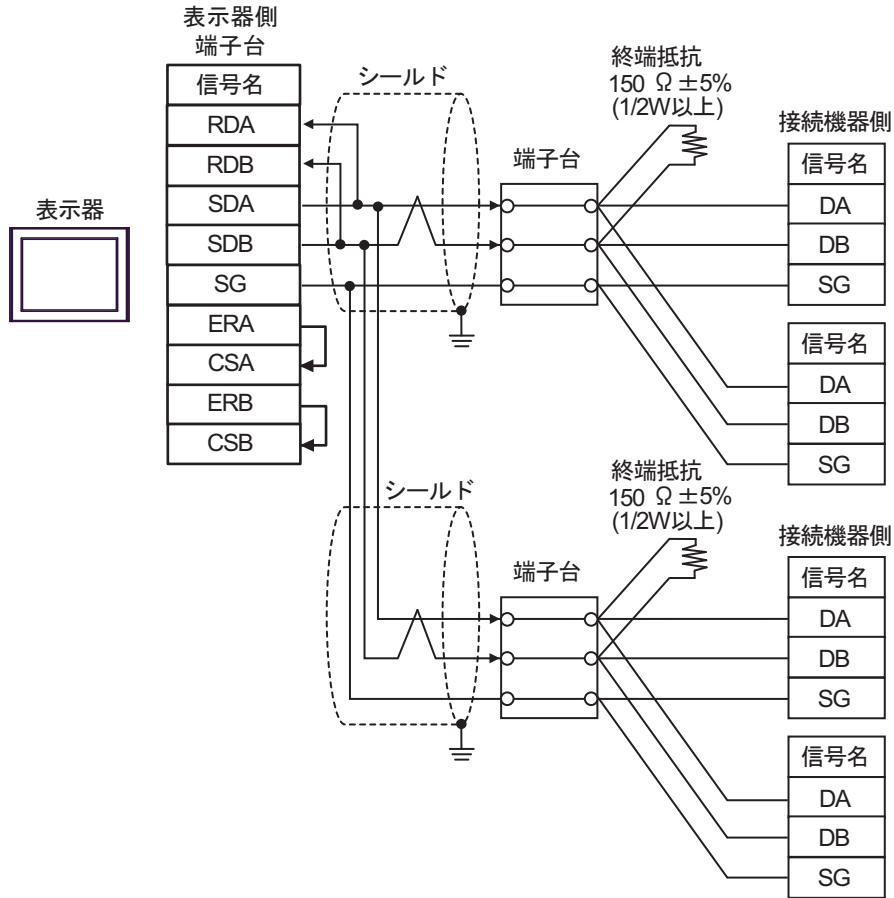 表示器側
端子台
信号名
RDA
RDB
SDA
SDB
SG
ERA
CSA
ERB
CSB
表示器
シールド
端子台
終端抵抗
150 Ω ±5%
(1/2W以上)
接続機器側
信号名
DA
DB
SG
信号名
DA
DB
SG
シールド
端子台
終端抵抗
150 Ω ±5%
(1/2W以上)
接続機器側
信号名
DA
DB
SG
信号名
DA
DB
SG